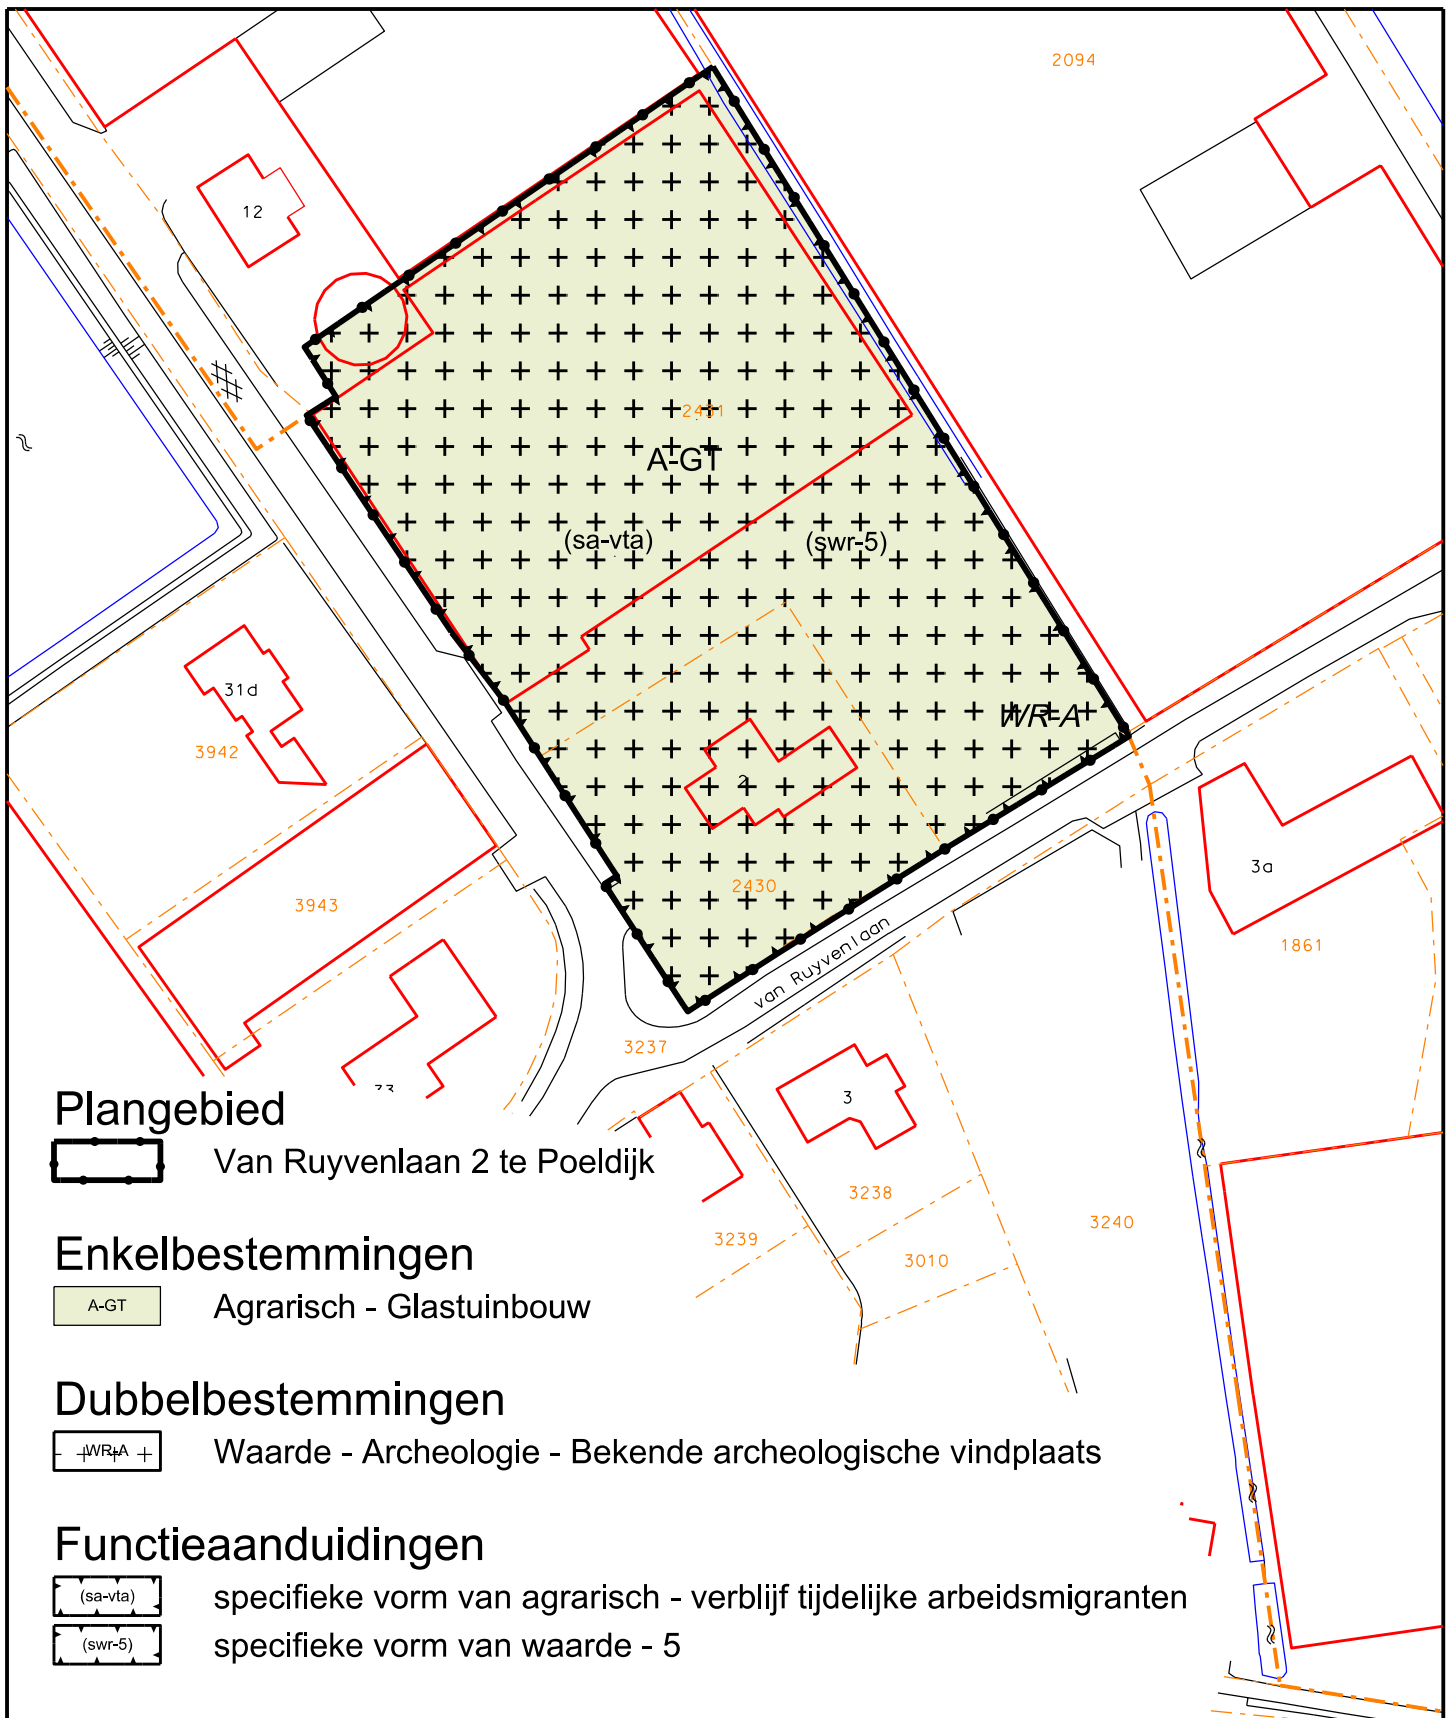 2094
12
2431
A-GT
(sa-vta)
(swr-5)
31d
3942
WR-A
2
3a
2430
3943
1861
van Ruyvenlaan
3237
33
3
Plangebied
Van Ruyvenlaan 2 te Poeldijk
3238
3239
3240
3010
Enkelbestemmingen
A-GT
Agrarisch - Glastuinbouw
Dubbelbestemmingen
WR-A
Waarde - Archeologie - Bekende archeologische vindplaats
Functieaanduidingen
(sa-vta)
specifieke vorm van agrarisch - verblijf tijdelijke arbeidsmigranten
(swr-5)
specifieke vorm van waarde - 5